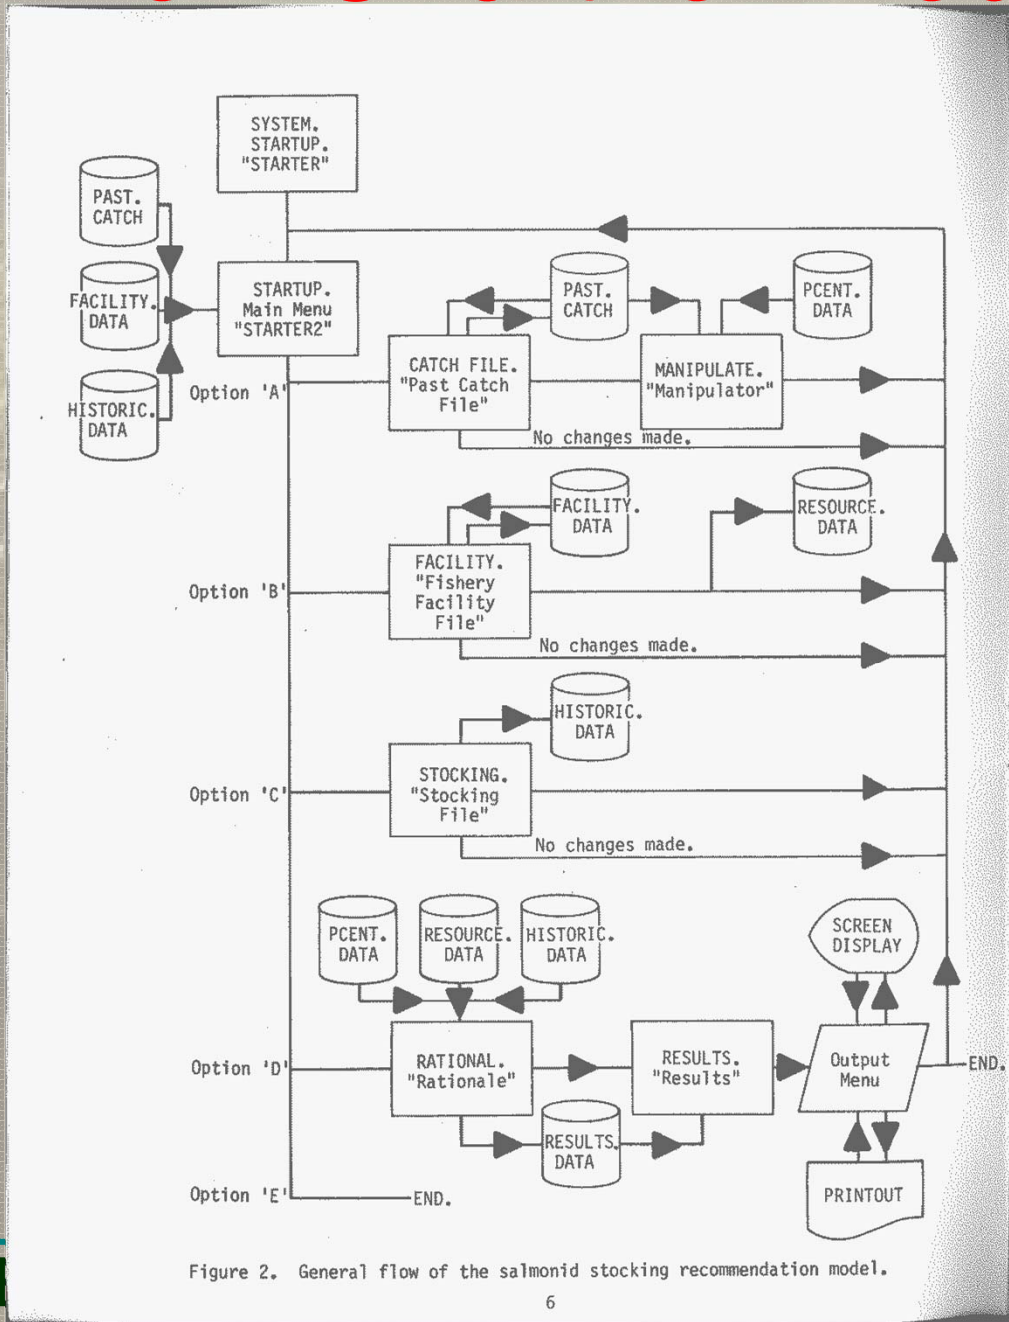 SYSTEM.
STARTUP.
"STARTER"
PAST.
CATCH
FACILITY.
DATA
HISTORIC.
DATA
STARTUP.
Main Menu
"STARTER2"
PAST.
CATCH
PCENT.
DATA
Option 'A'
CATCH FILE.
"Past Catch
File"
MANIPULATE.
"Manipulator"
No changes made.
FACILITY.
DATA
RESOURCE.
DATA
Option 'B'
FACILITY.
"Fishery
Facility
File"
No changes made.
HISTORIC.
DATA
Option 'C'
STOCKING.
"Stocking
File"
No changes made.
PCENT.
DATA
RESOURCE.
DATA
HISTORIC.
DATA
SCREEN
DISPLAY
Option 'D'
RATIONAL.
"Rationale"
RESULTS.
"Results"
Output
Menu
END.
RESULTS.
DATA
PRINTOUT
Option 'E'
END.
Figure 2. General flow of the salmonid stocking recommendation model.
6